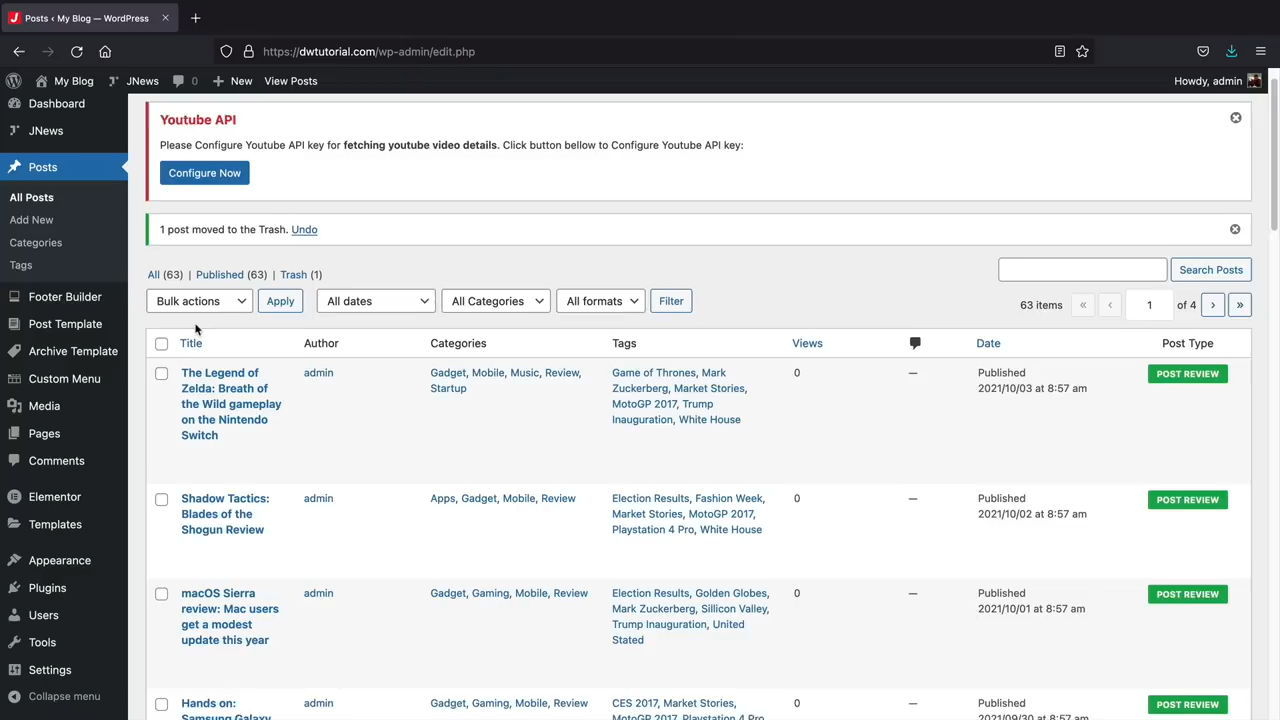 Posts ‹ My Blog — WordPress
https://dwtutorial.com/wp-admin/edit.php
My Blog JNews 0 New View Posts Howdy, admin
Dashboard
JNews
Posts
All Posts
Add New
Categories
Tags
Footer Builder
Post Template
Archive Template
Custom Menu
Media
Pages
Comments
Elementor
Templates
Appearance
Plugins
Users
Tools
Settings
Collapse menu
Youtube API
Please Configure Youtube API key for fetching youtube video details. Click button bellow to Configure Youtube API key:
Configure Now
1 post moved to the Trash. Undo
All (63) | Published (63) | Trash (1)
Search Posts
Bulk actions Apply All dates All Categories All formats Filter
63 items « ‹ 1 of 4 › »
Title Author Categories Tags Views Date Post Type
The Legend of
Zelda: Breath of
the Wild gameplay
on the Nintendo
Switch
admin
Gadget, Mobile, Music, Review,
Startup
Game of Thrones, Mark
Zuckerberg, Market Stories,
MotoGP 2017, Trump
Inauguration, White House
0
—
Published
2021/10/03 at 8:57 am
POST REVIEW
Shadow Tactics:
Blades of the
Shogun Review
admin
Apps, Gadget, Mobile, Review
Election Results, Fashion Week,
Market Stories, MotoGP 2017,
Playstation 4 Pro, White House
0
—
Published
2021/10/02 at 8:57 am
POST REVIEW
macOS Sierra
review: Mac users
get a modest
update this year
admin
Gadget, Gaming, Mobile, Review
Election Results, Golden Globes,
Mark Zuckerberg, Sillicon Valley,
Trump Inauguration, United
Stated
0
—
Published
2021/10/01 at 8:57 am
POST REVIEW
Hands on:
Samsung Galaxy
admin
Gadget, Gaming, Mobile, Review
CES 2017, Market Stories,
MotoGP 2017, Playstation 4 Pro
0
—
Published
2021/09/30 at 8:57 am
POST REVIEW